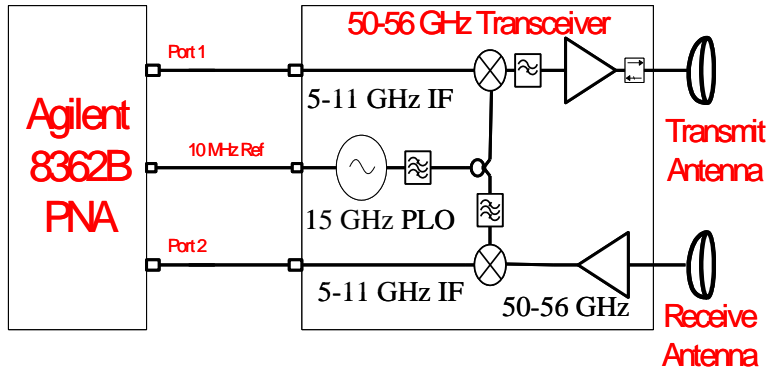 50-56 GHz Transceiver
Port 1
5-11 GHz IF
Agilent
8362B
PNA
10 MHz Ref
15 GHz PLO
Port 2
5-11 GHz IF
50-56 GHz
Transmit
Antenna
Receive
Antenna